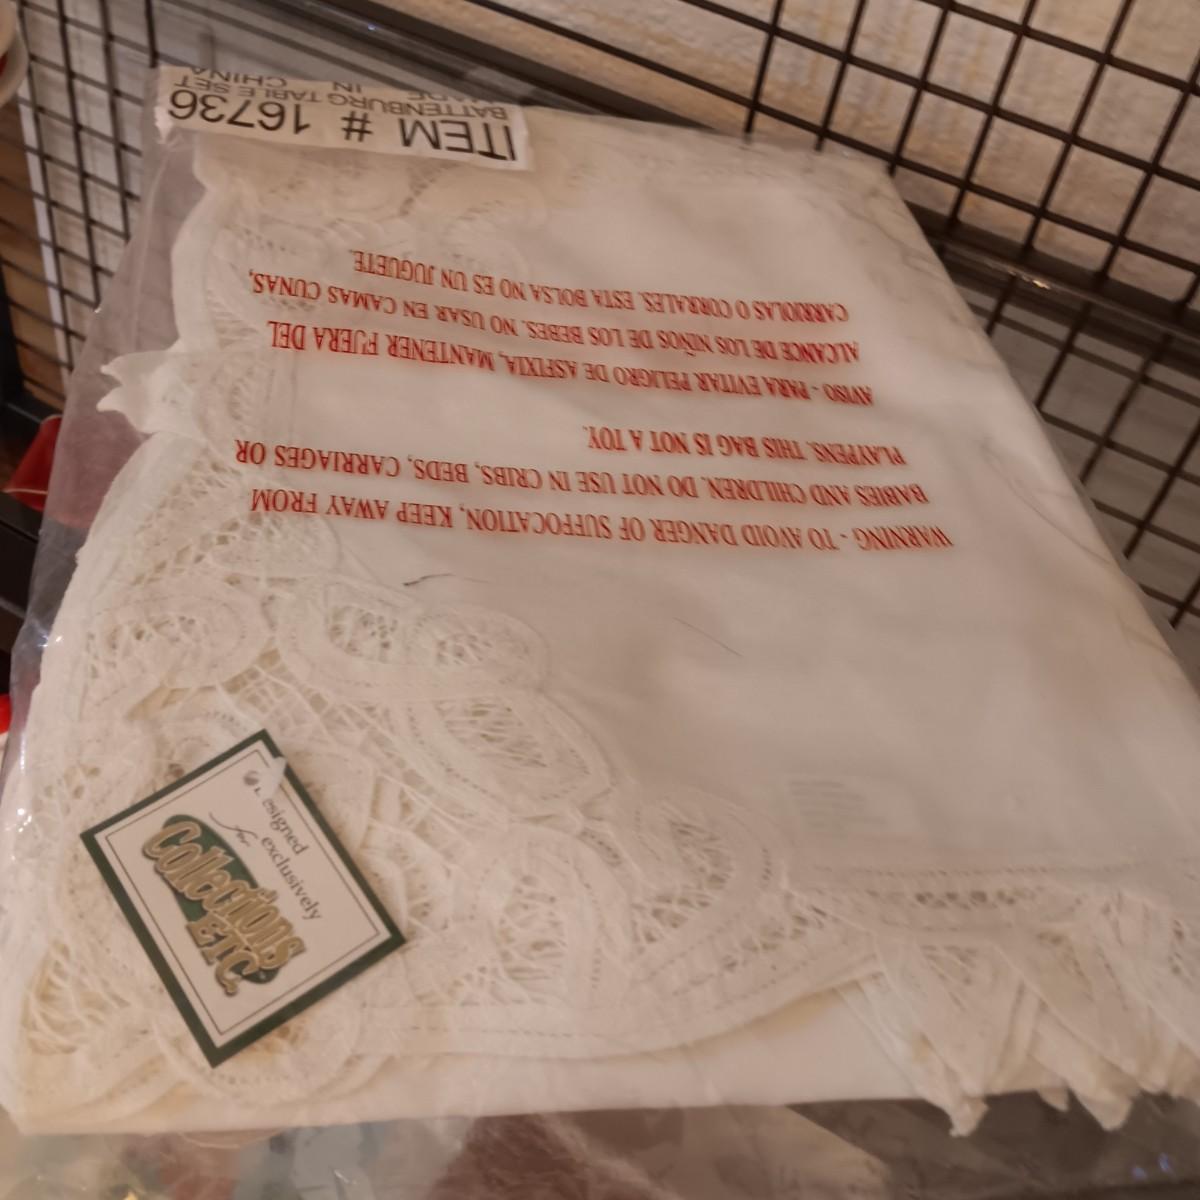 ITEM # 16736
BATTENBURG TABLE SET
MADE IN CHINA
WARNING - TO AVOID DANGER OF SUFFOCATION, KEEP AWAY FROM
BABIES AND CHILDREN. DO NOT USE IN CRIBS, BEDS, CARRIAGES OR
PLAYPENS. THIS BAG IS NOT A TOY.
AVISO - PARA EVITAR PELIGRO DE ASFIXIA, MANTENER FUERA DEL
ALCANCE DE LOS NIÑOS DE LOS BEBES. NO USAR EN CAMAS CUNAS,
CARRIOLAS O CORRALES. ESTA BOLSA NO ES UN JUGUETE.
Designed
exclusively
for
Collections
ETC.